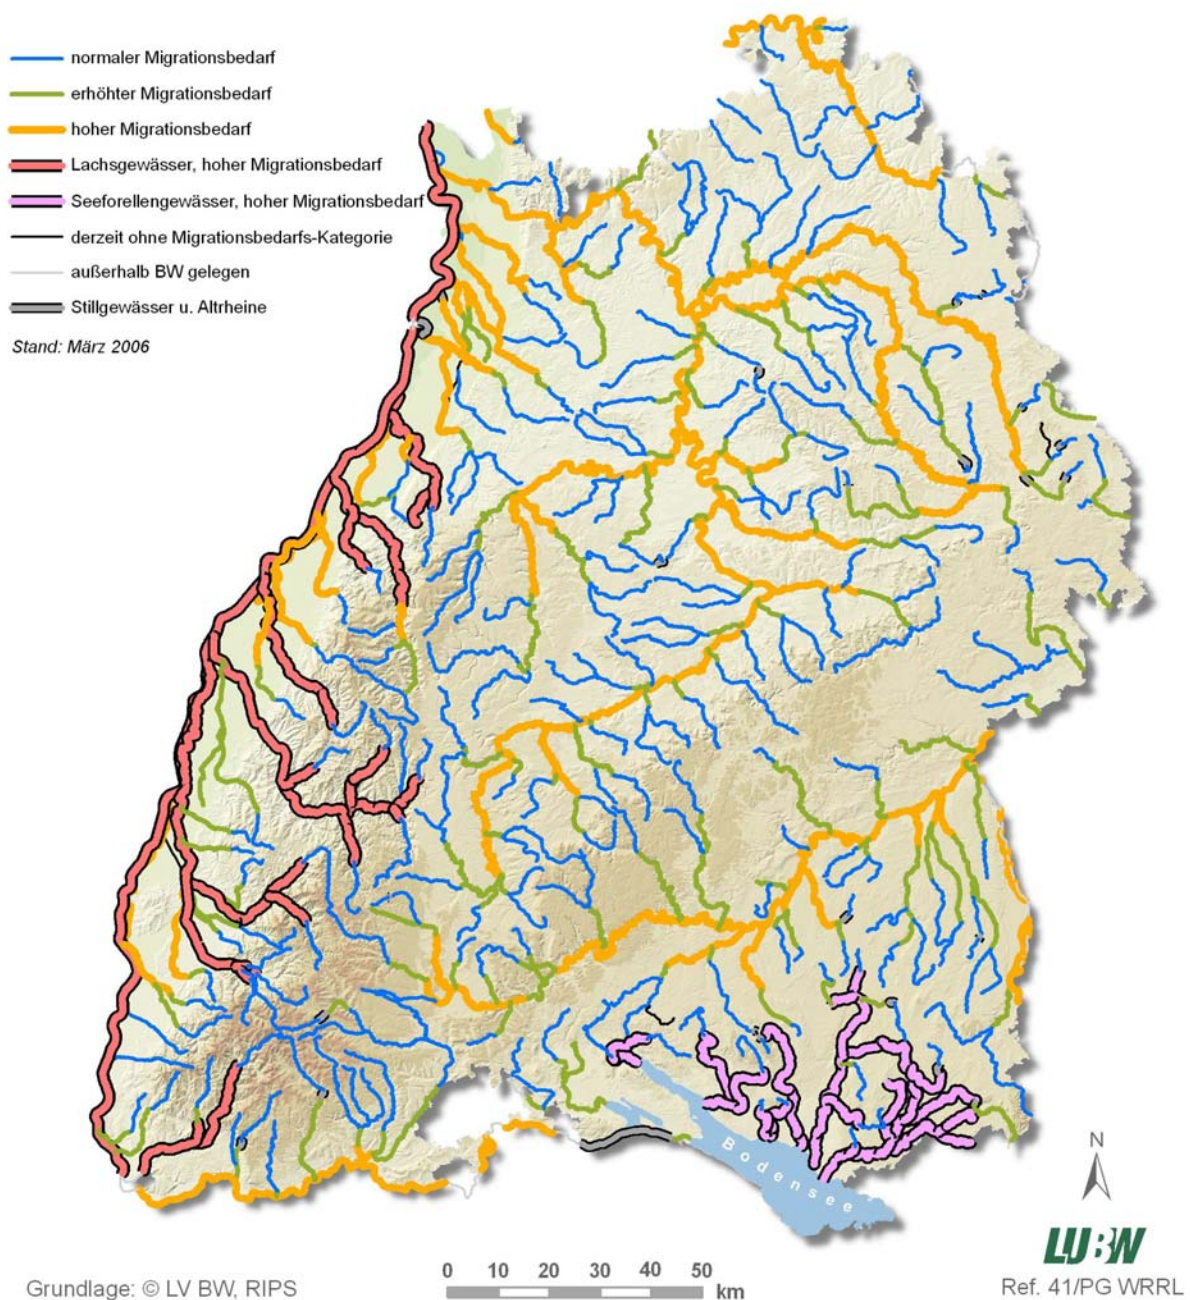 normaler Migrationsbedarf
erhöhter Migrationsbedarf
hoher Migrationsbedarf
Lachsgewässer, hoher Migrationsbedarf
Seeforellengewässer, hoher Migrationsbedarf
derzeit ohne Migrationsbedarfs-Kategorie
außerhalb BW gelegen
Stillgewässer u. Altrheine
Stand: März 2006
Bodensee
N
LUBW
Grundlage: © LV BW, RIPS
0 10 20 30 40 50
km
Ref. 41/PG WRRL